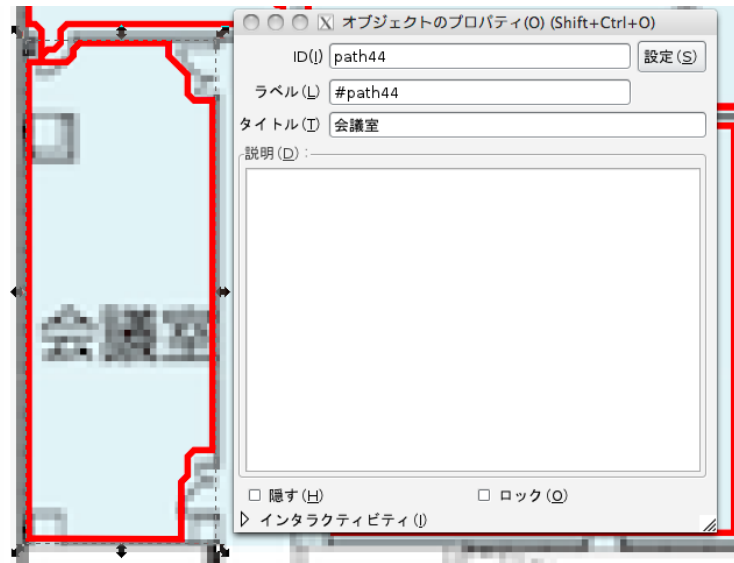 オブジェクトのプロパティ(O) (Shift+Ctrl+O)
ID(I) path44 設定(S)
ラベル(L) #path44
タイトル(T) 会議室
説明(D):
会議室
隠す(H) ロック(O)
インタラクティビティ(I)